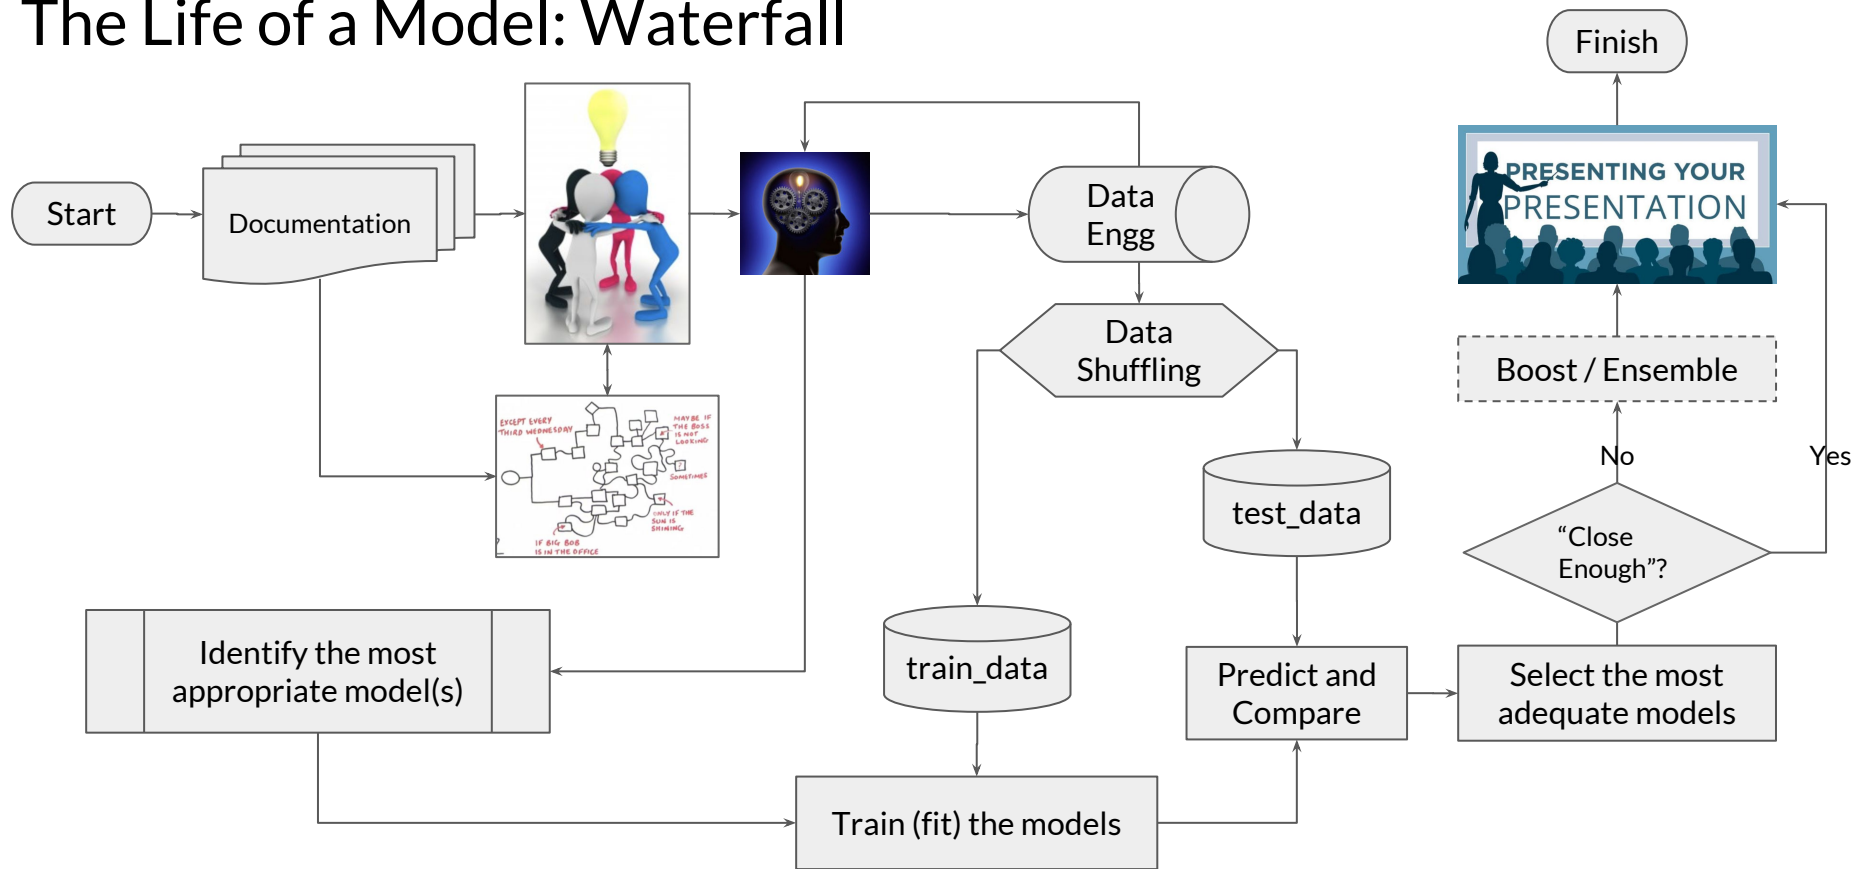 The Life of a Model: Waterfall
Finish
Start
Documentation
Data
Engg
PRESENTING YOUR
PRESENTATION
Data
Shuffling
Boost / Ensemble
EXCEPT EVERY
THIRD WEDNESDAY
MAYBE IF
THE BOSS
IS NOT
LOOKING
?
SOMETIMES
ONLY IF THE
SUN IS
SHINING
IF BIG BOB
IS IN THE OFFICE
No
Yes
test_data
“Close
Enough”?
Identify the most
appropriate model(s)
train_data
Predict and
Compare
Select the most
adequate models
Train (fit) the models